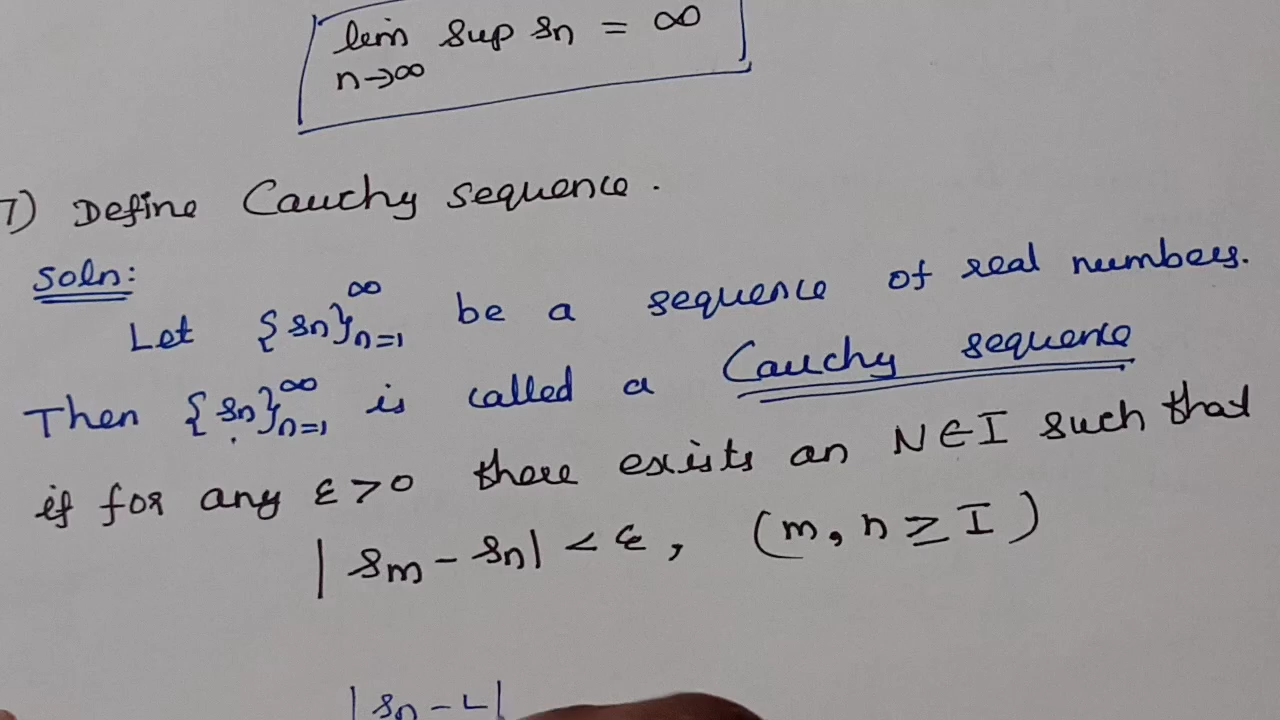 lim sup sn = ∞
n→∞
7) Define Cauchy sequence.
Soln:
Let {sn}∞n=1 be a sequence of real numbers.
Then {sn}∞n=1 is called a Cauchy sequence
if for any ε>0 there exists an N∈I such that
|sm - sn| < ε, (m, n ≥ I)
|sn - L|